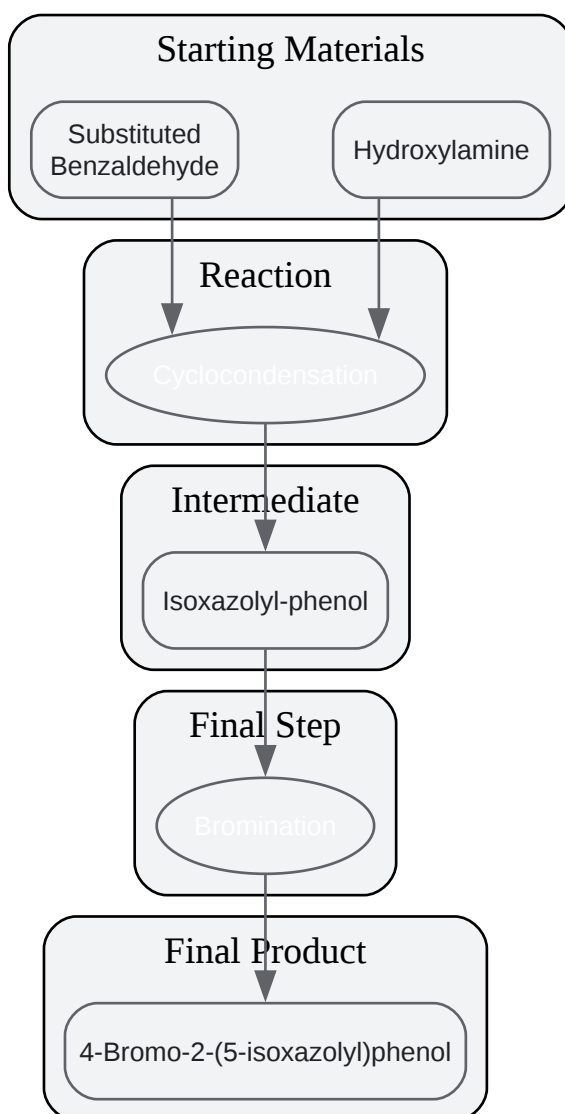 Starting Materials
Substituted
Benzaldehyde
Hydroxylamine
Reaction
Cyclocondensation
Intermediate
Isoxazolyl-phenol
Final Step
Bromination
Final Product
4-Bromo-2-(5-isoxazolyl)phenol